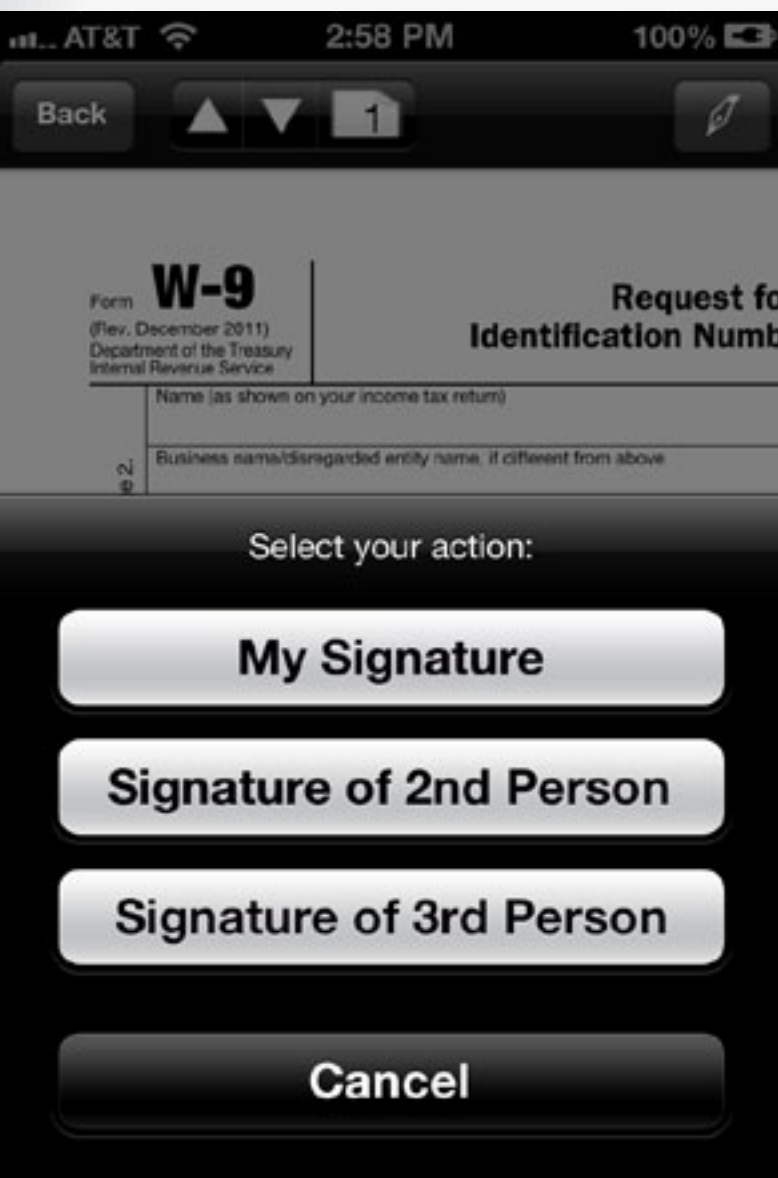 AT&T 2:58 PM 100%
Back 1
Form W-9
(Rev. December 2011)
Department of the Treasury
Internal Revenue Service
Request fo
Identification Numb
Name (as shown on your income tax return)
Business name/disregarded entity name, if different from above
e 2.
Select your action:
My Signature
Signature of 2nd Person
Signature of 3rd Person
Cancel